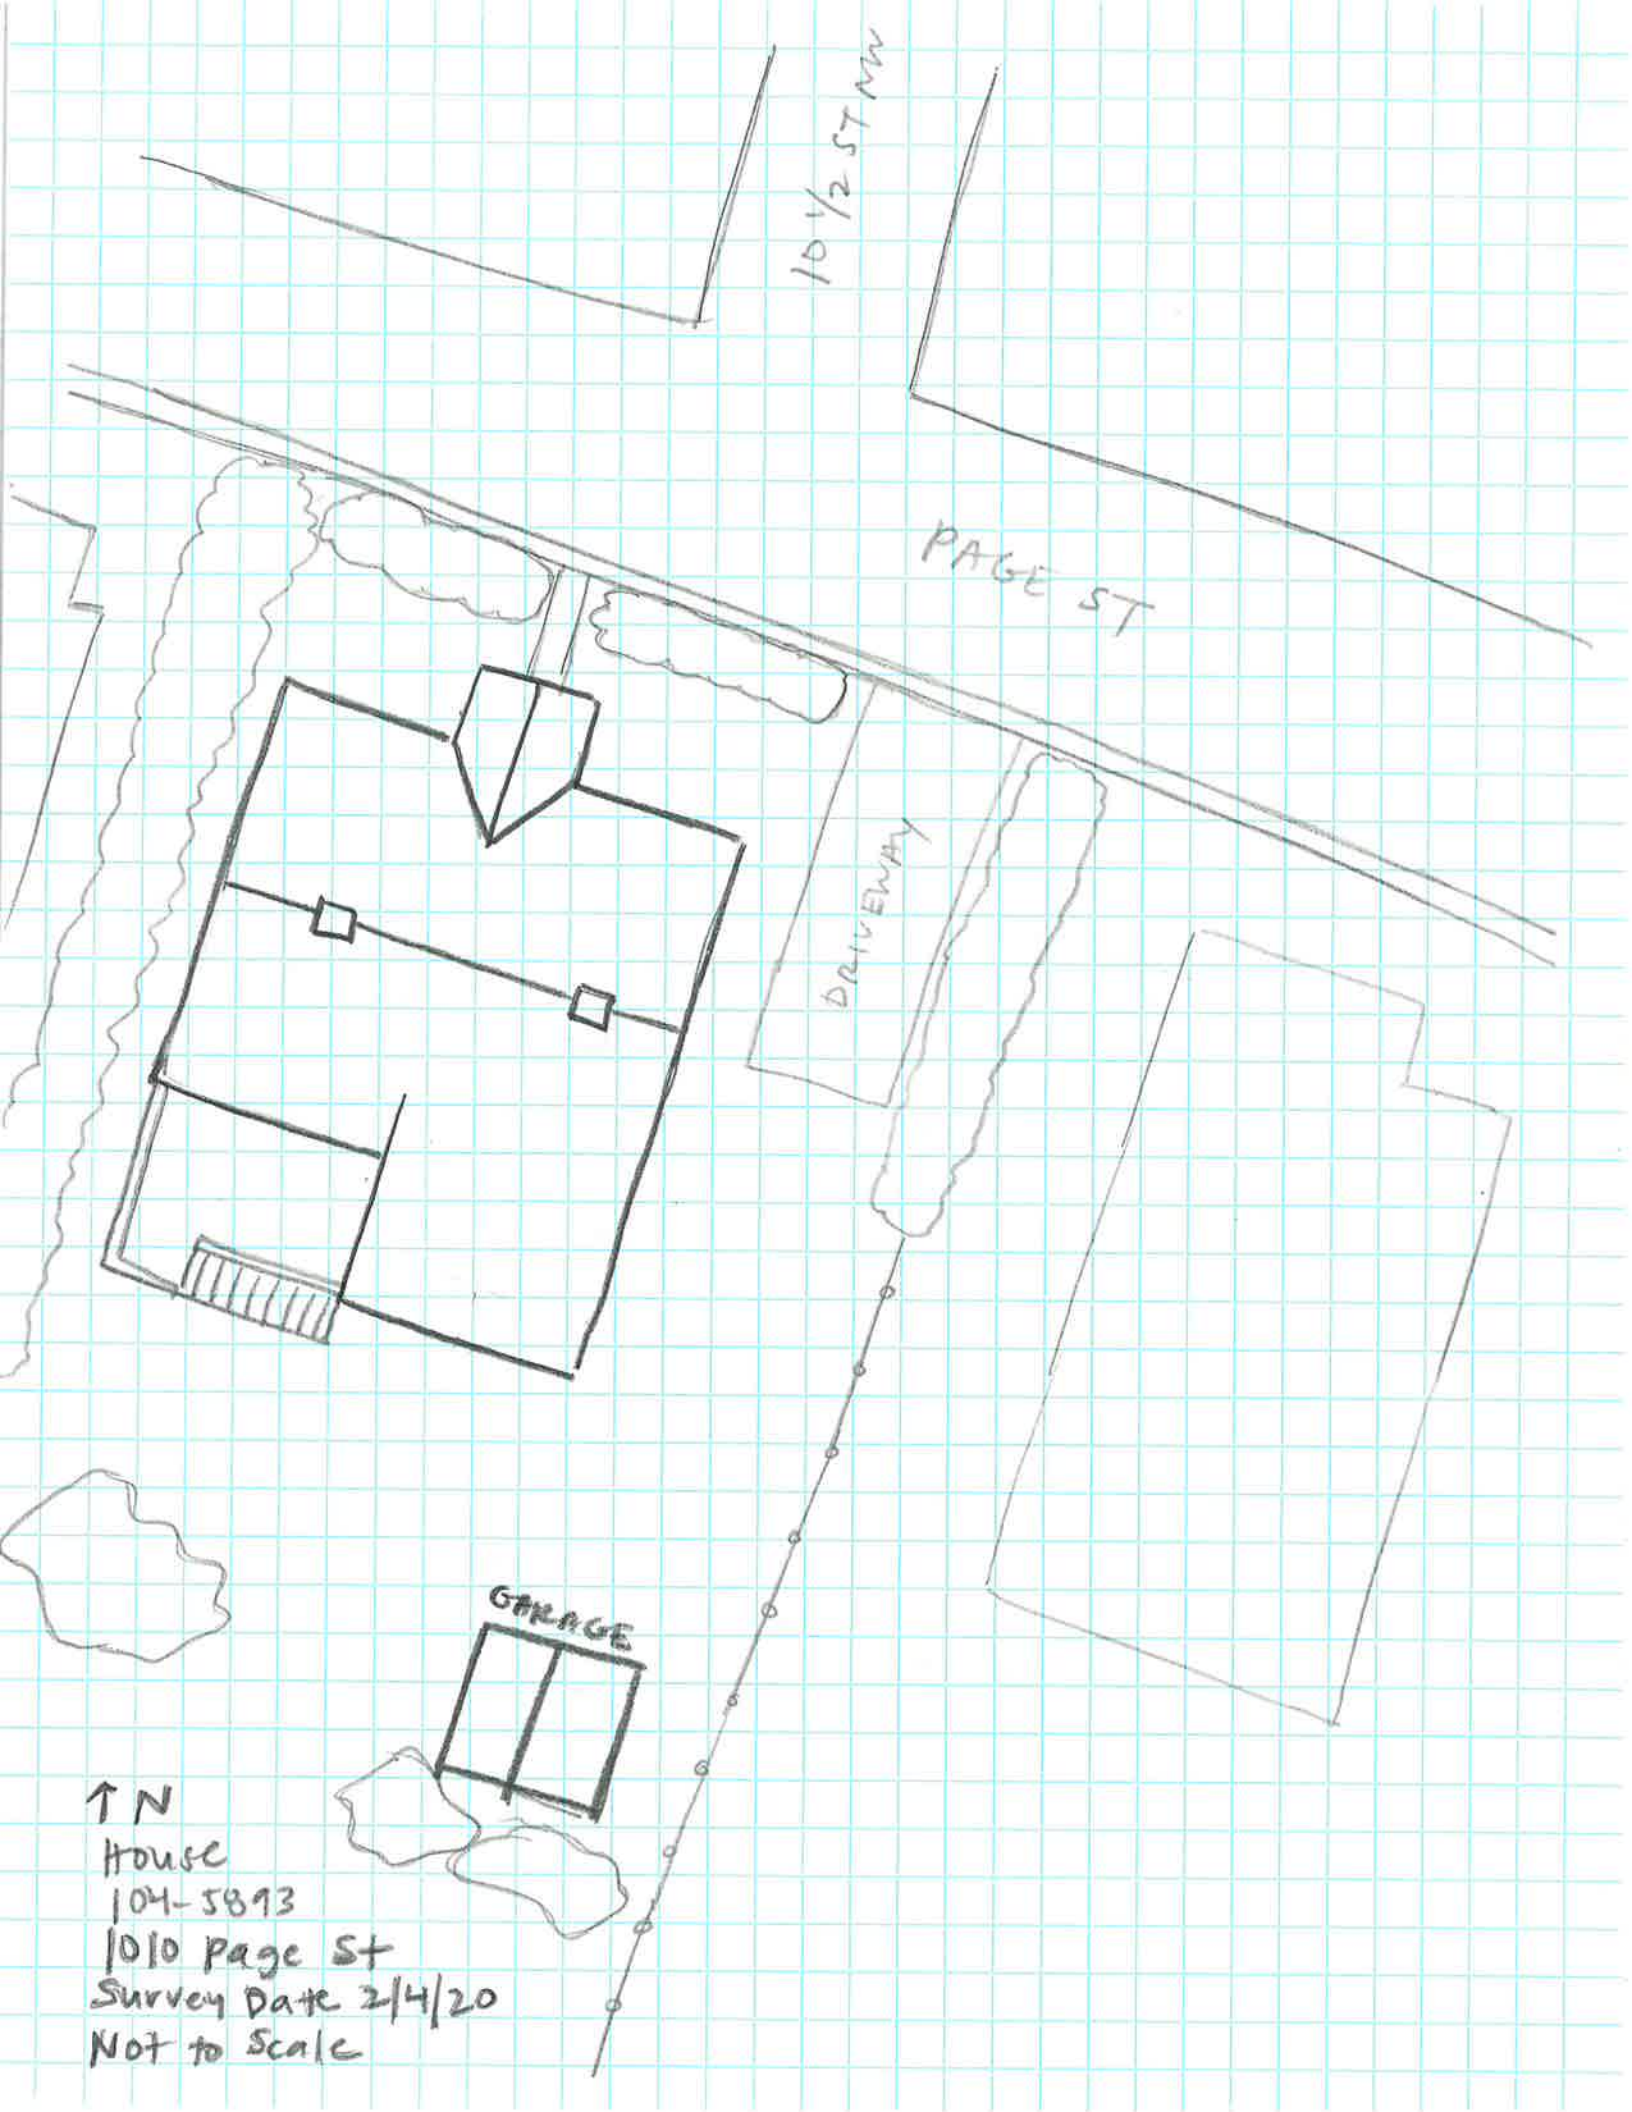 10 1/2 ST NW
PAGE ST
DRIVEWAY
GARAGE
↑ N
House
104-5893
1010 Page St
Survey Date 2/4/20
Not to Scale